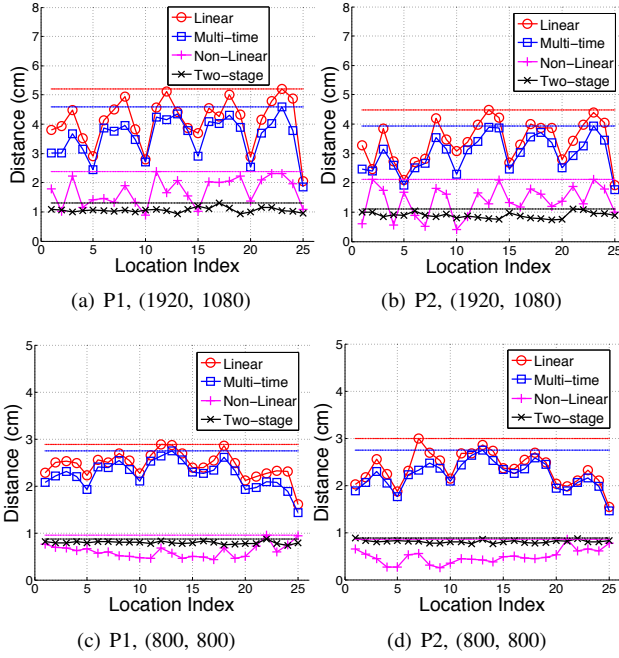 8
7
6
5
4
3
2
1
0
Distance (cm)
Linear
Multi-time
Non-Linear
Two-stage
0 5 10 15 20 25
Location Index
(a) P1, (1920, 1080)
8
7
6
5
4
3
2
1
0
Distance (cm)
Linear
Multi-time
Non-Linear
Two-stage
0 5 10 15 20 25
Location Index
(b) P2, (1920, 1080)
5
4
3
2
1
0
Distance (cm)
Linear
Multi-time
Non-Linear
Two-stage
0 5 10 15 20 25
Location Index
(c) P1, (800, 800)
5
4
3
2
1
0
Distance (cm)
Linear
Multi-time
Non-Linear
Two-stage
0 5 10 15 20 25
Location Index
(d) P2, (800, 800)